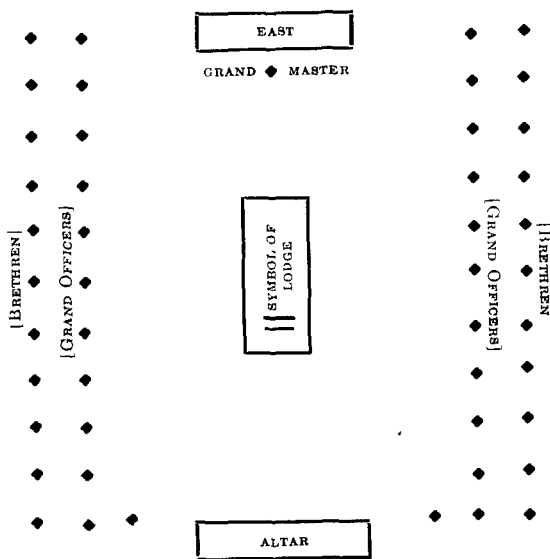 EAST
GRAND ◆ MASTER
[BRETHREN]
[GRAND OFFICERS]
SYMBOL OF
LODGE
[GRAND OFFICERS]
[BRETHREN
ALTAR